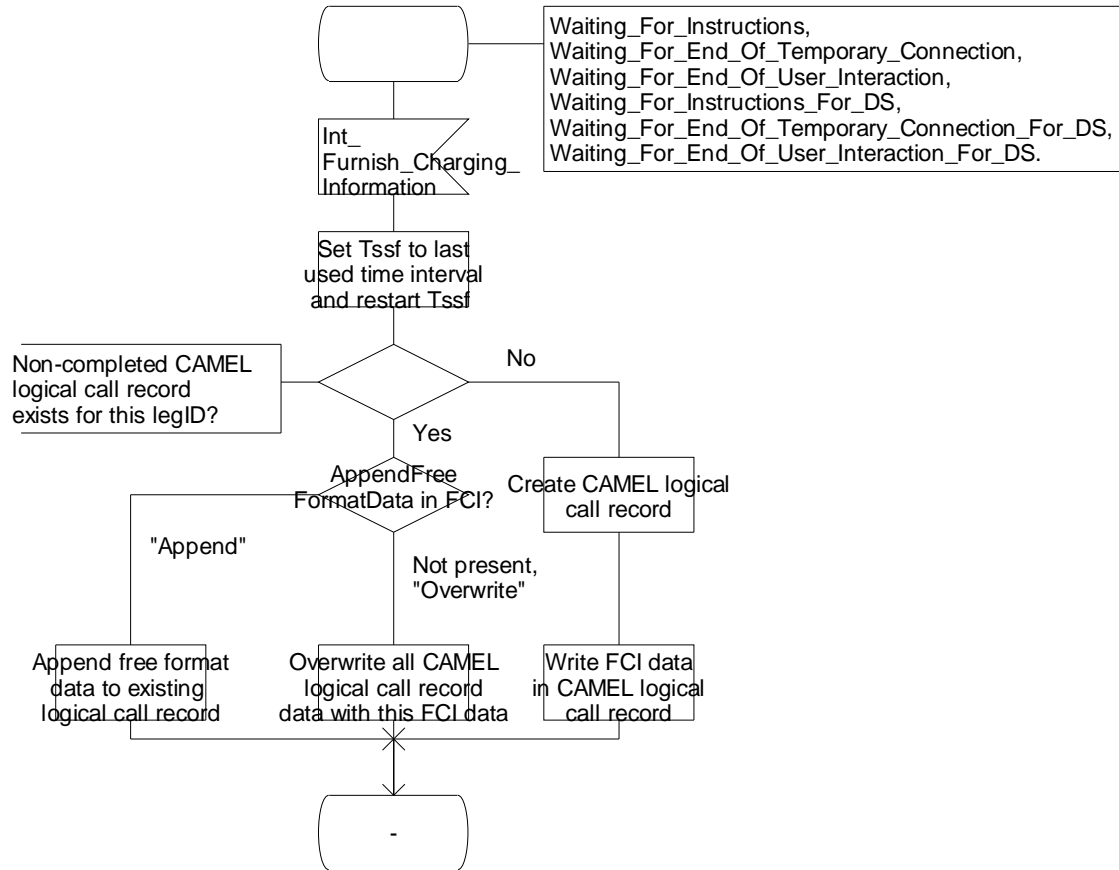 Waiting_For_Instructions,
Waiting_For_End_Of_Temporary_Connection,
Waiting_For_End_Of_User_Interaction,
Waiting_For_Instructions_For_DS,
Waiting_For_End_Of_Temporary_Connection_For_DS,
Waiting_For_End_Of_User_Interaction_For_DS.
Int_
Furnish_Charging_
Information
Set Tssf to last
used time interval
and restart Tssf
Non-completed CAMEL
logical call record
exists for this legID?
No
Yes
AppendFree
FormatData in FCI?
Create CAMEL logical
call record
"Append"
Not present,
"Overwrite"
Append free format
data to existing
logical call record
Overwrite all CAMEL
logical call record
data with this FCI data
Write FCI data
in CAMEL logical
call record
-